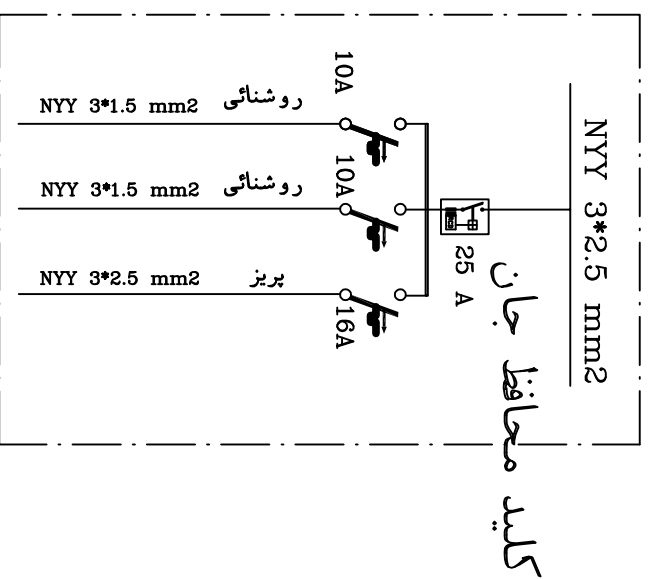 NYY 3*2.5 mm2
کلید محافظ جان
25 A
10A
روشنائی NYY 3*1.5 mm2
10A
روشنائی NYY 3*1.5 mm2
16A
پریز NYY 3*2.5 mm2